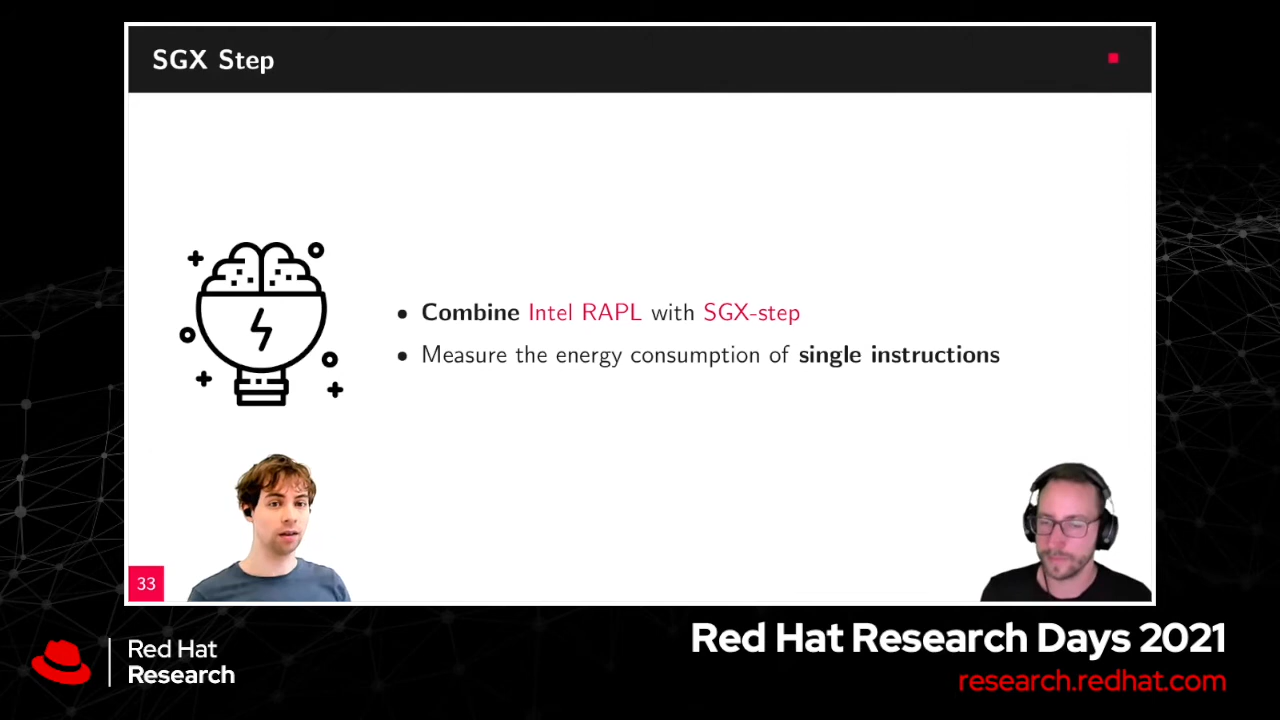 SGX Step
• Combine Intel RAPL with SGX-step
• Measure the energy consumption of single instructions
33
Red Hat
Research
Red Hat Research Days 2021
research.redhat.com